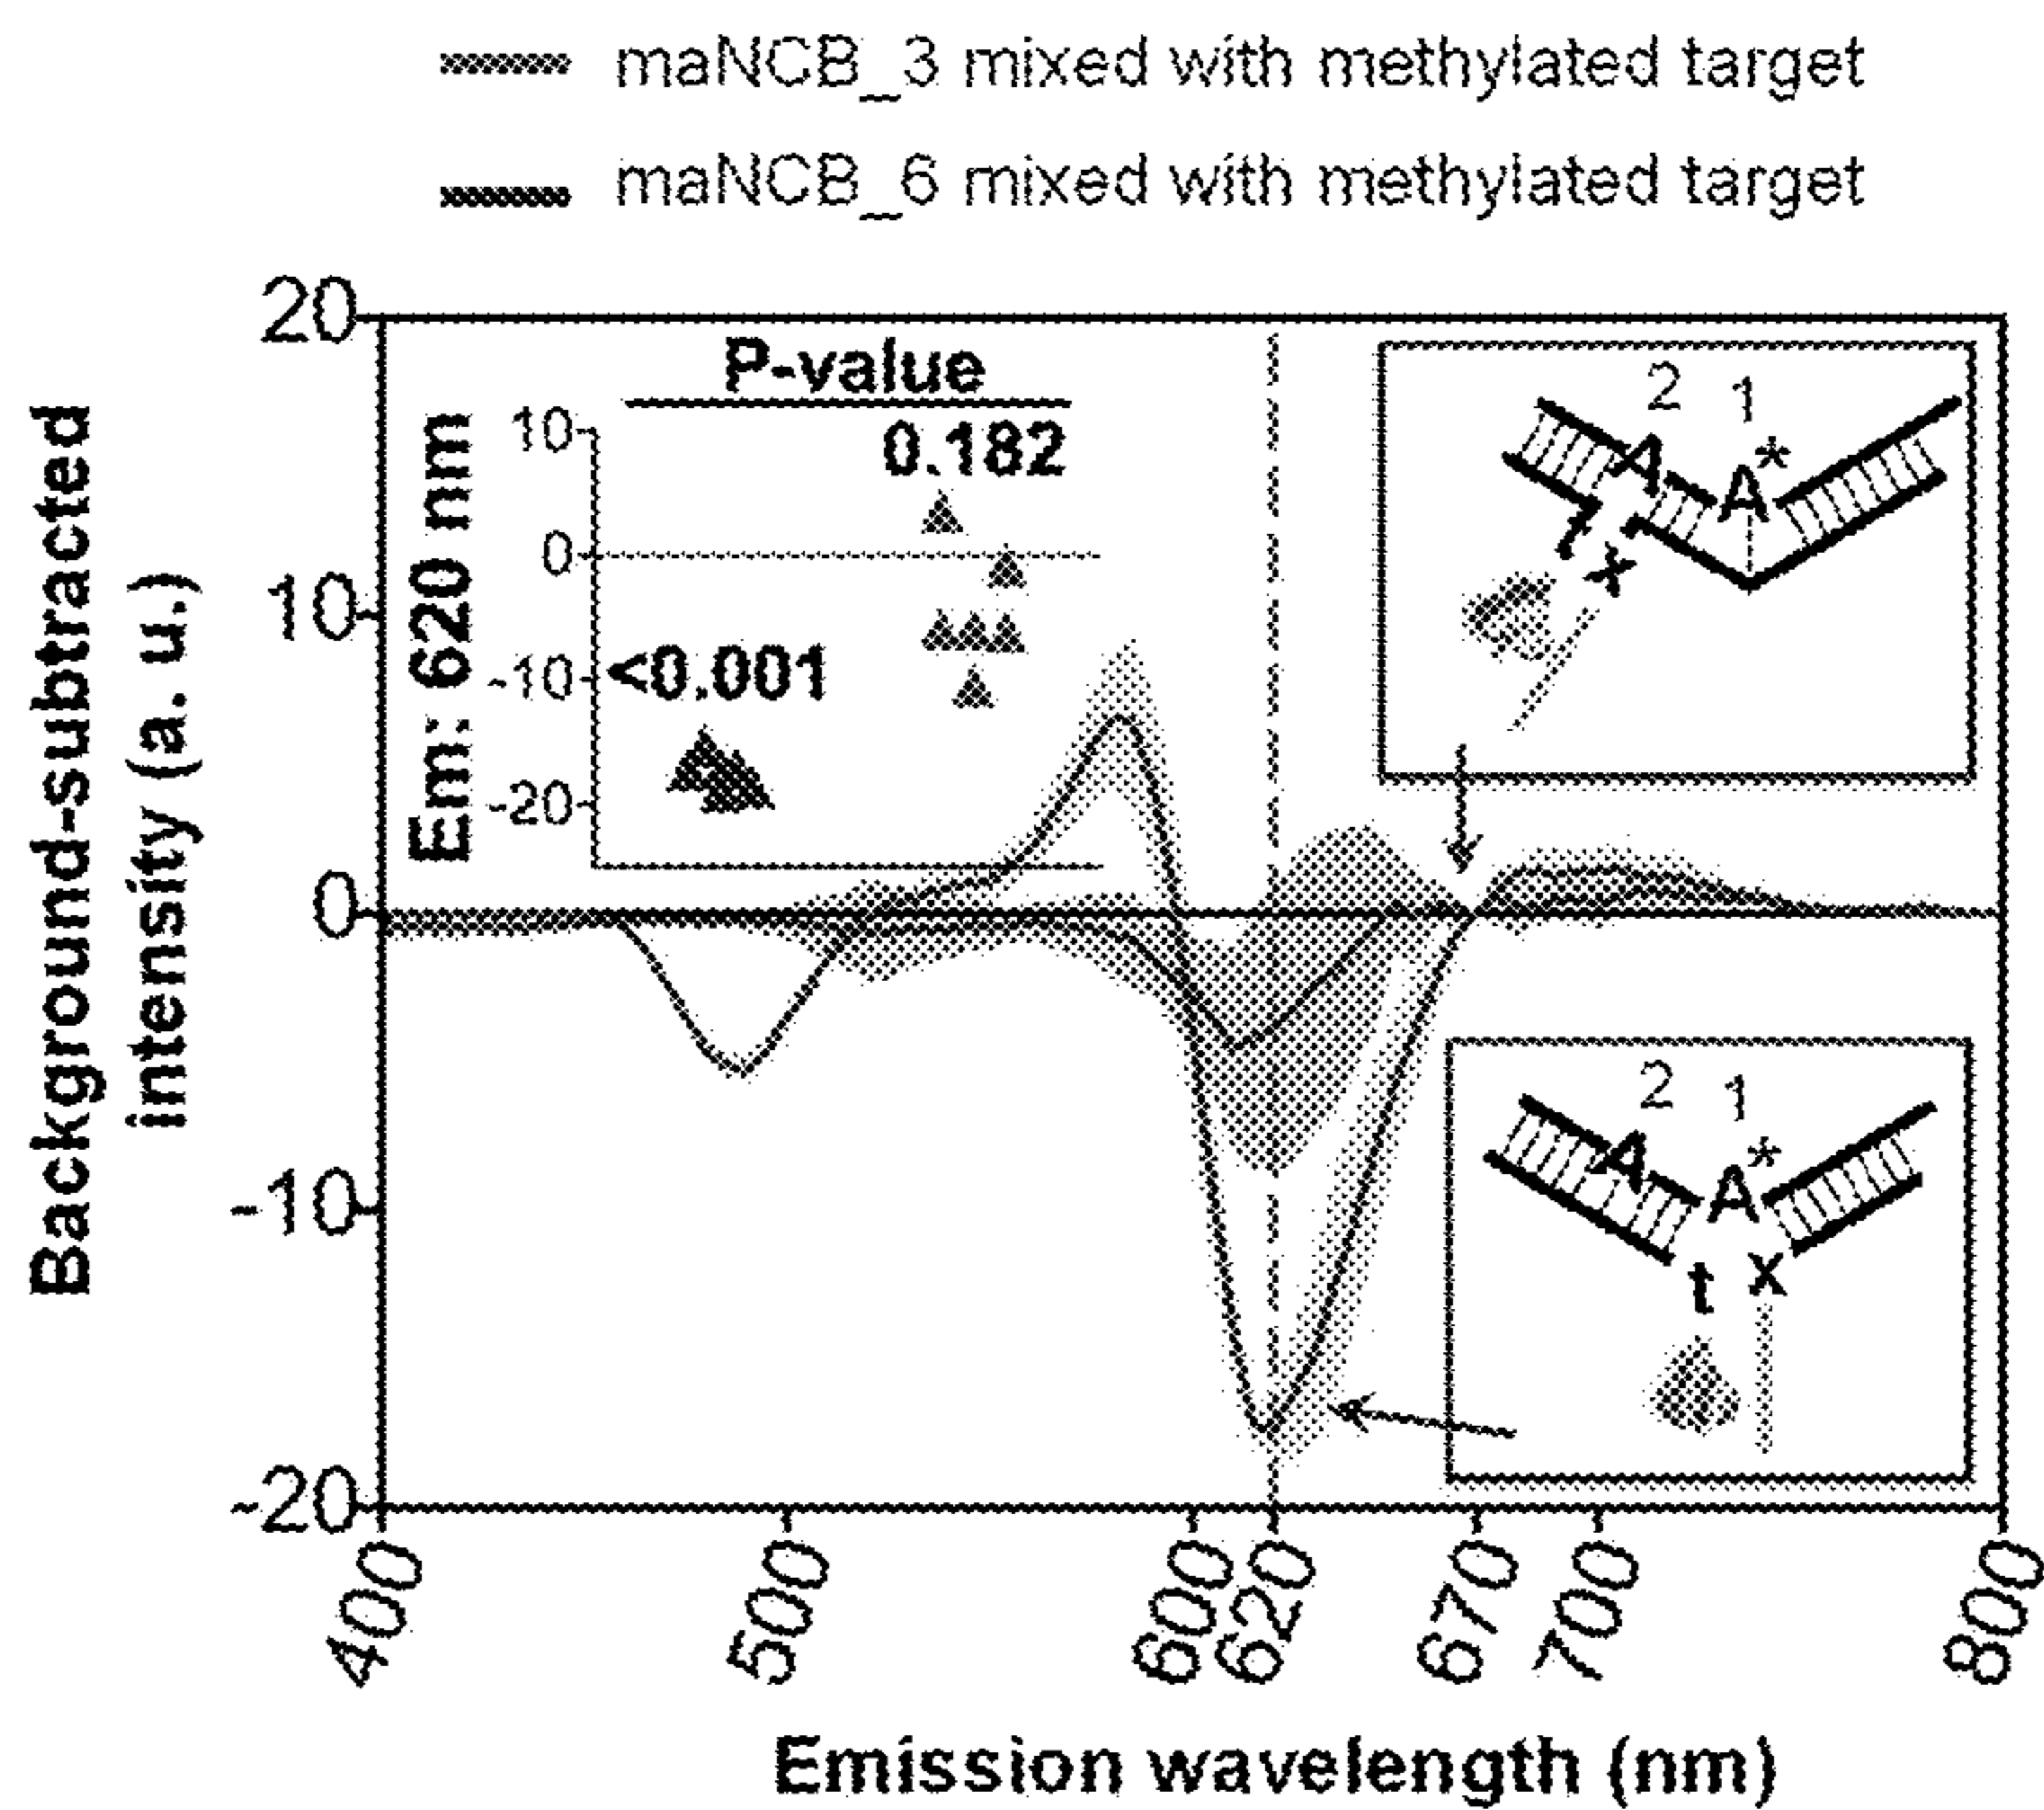 maNCB_3 mixed with methylated target
maNCB_6 mixed with methylated target
Background-subtracted
intensity (a. u.)
20
10
0
-10
-20
P-value
0.182
<0.001
Em: 620 nm
10
0
-10
-20
2 1
A A*
x
2 1
A A*
t x
400 500 600 620 670 700 800
Emission wavelength (nm)